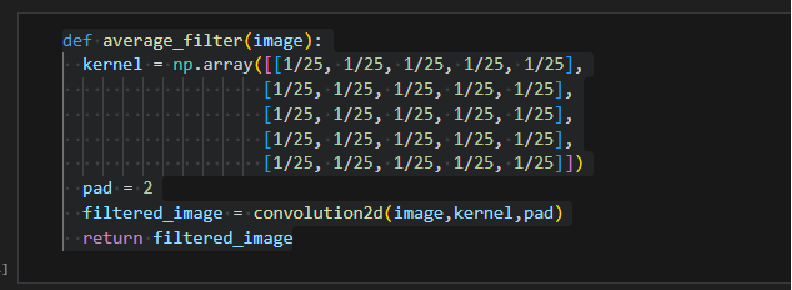 def average_filter(image):
  kernel = np.array([[1/25, 1/25, 1/25, 1/25, 1/25],
                     [1/25, 1/25, 1/25, 1/25, 1/25],
                     [1/25, 1/25, 1/25, 1/25, 1/25],
                     [1/25, 1/25, 1/25, 1/25, 1/25],
                     [1/25, 1/25, 1/25, 1/25, 1/25]])
  pad = 2
  filtered_image = convolution2d(image,kernel,pad)
  return filtered_image
]